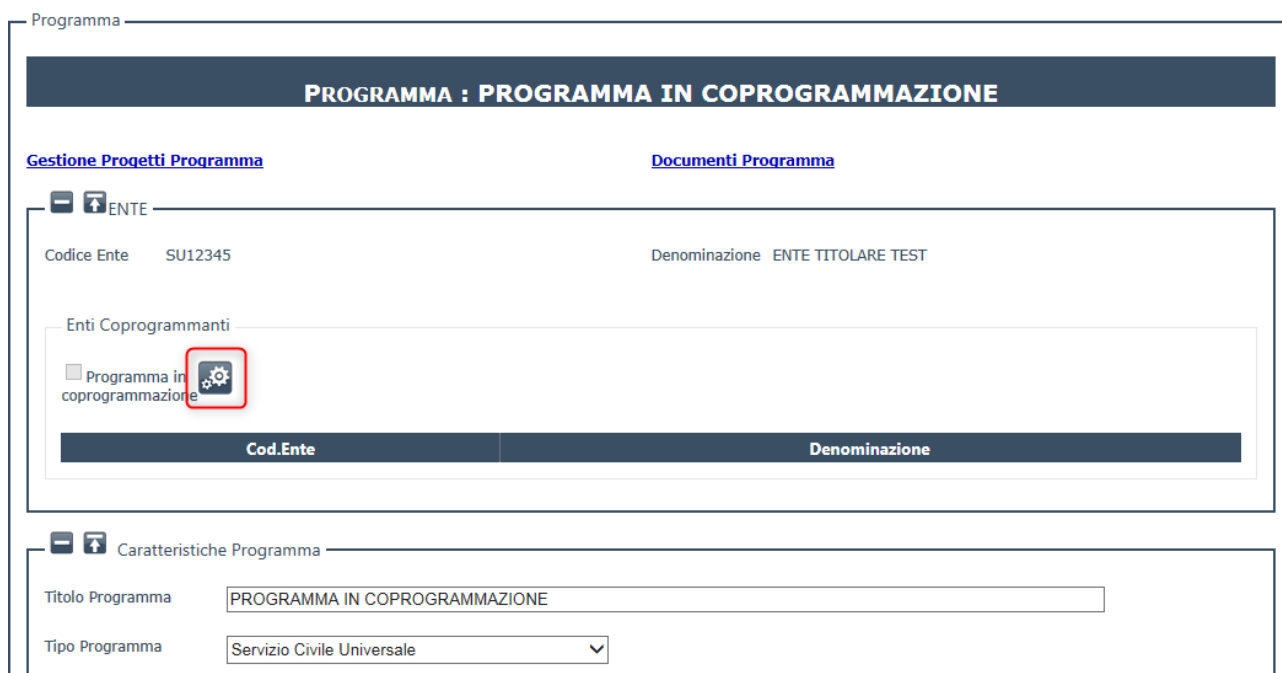 Programma
PROGRAMMA : PROGRAMMA IN COPROGRAMMAZIONE
Gestione Progetti Programma Documenti Programma
ENTE
Codice Ente SU12345 Denominazione ENTE TITOLARE TEST
Enti Coprogrammanti
Programma in
coprogrammazione
Cod.Ente Denominazione
Caratteristiche Programma
Titolo Programma PROGRAMMA IN COPROGRAMMAZIONE
Tipo Programma Servizio Civile Universale